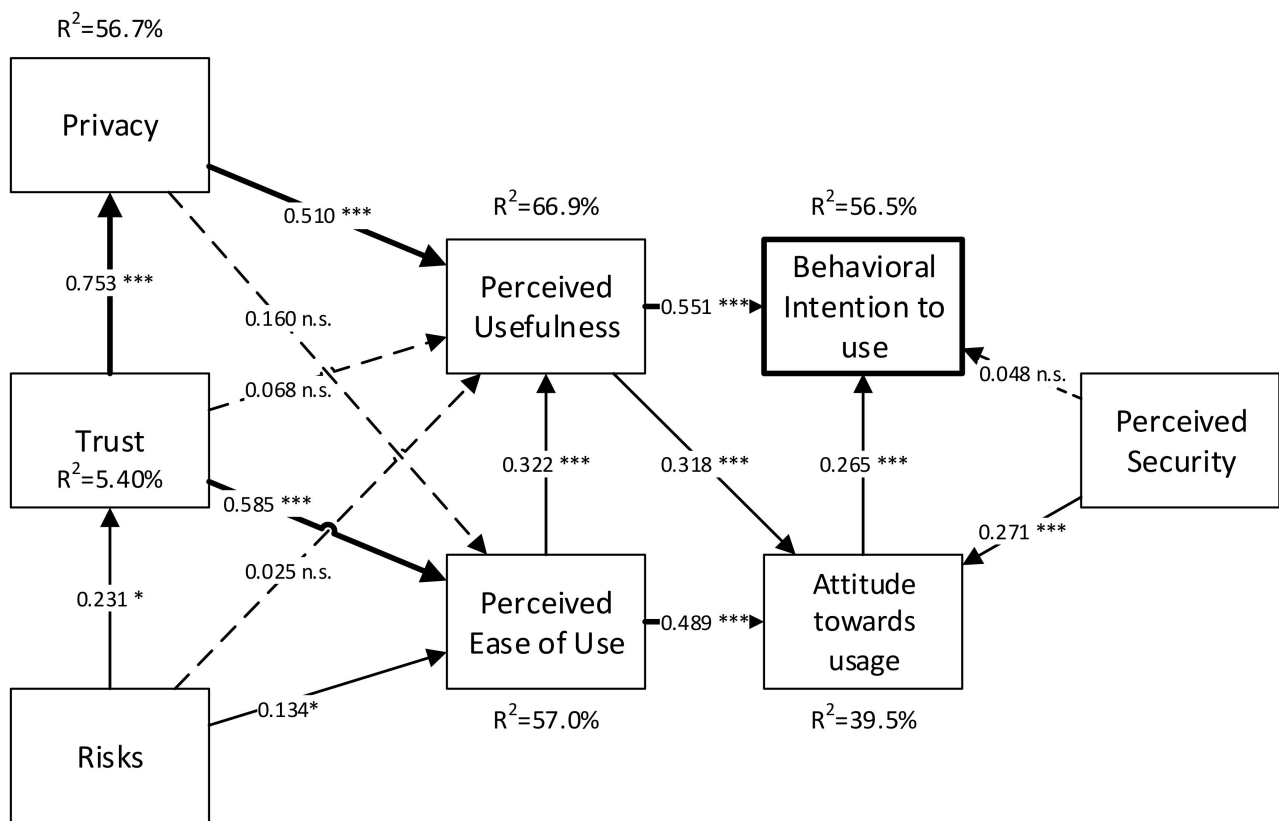 R²=56.7%
Privacy
0.510 ***
R²=66.9%
R²=56.5%
0.753 ***
Perceived
Usefulness
0.551 ***
Behavioral
Intention to
use
0.160 n.s.
0.068 n.s.
0.048 n.s.
Trust
R²=5.40%
0.322 ***
0.318 ***
0.265 ***
Perceived
Security
0.585 ***
0.271 ***
0.025 n.s.
0.231 *
Perceived
Ease of Use
0.489 ***
Attitude
towards
usage
0.134*
R²=57.0%
R²=39.5%
Risks